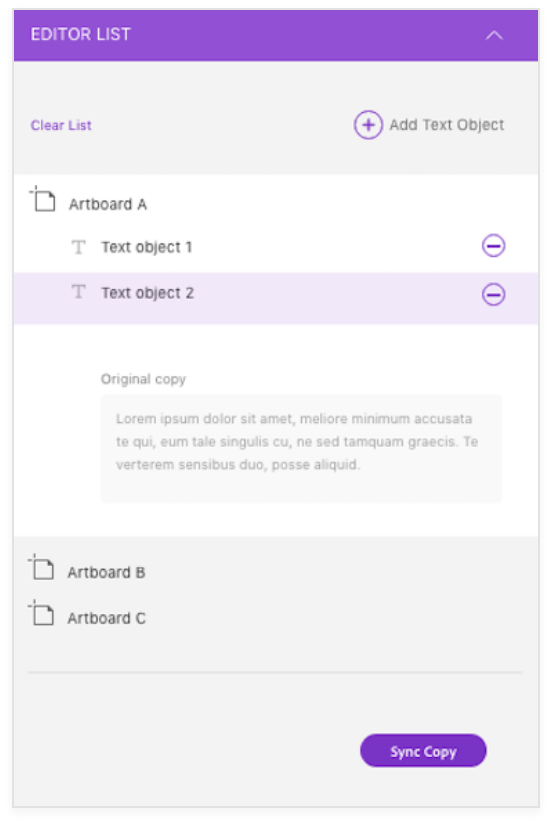 EDITOR LIST
Clear List
Add Text Object
Artboard A
T Text object 1
T Text object 2
Original copy
Lorem ipsum dolor sit amet, meliore minimum accusata
te qui, eum tale singulis cu, ne sed tamquam graecis. Te
verterem sensibus duo, posse aliquid.
Artboard B
Artboard C
Sync Copy